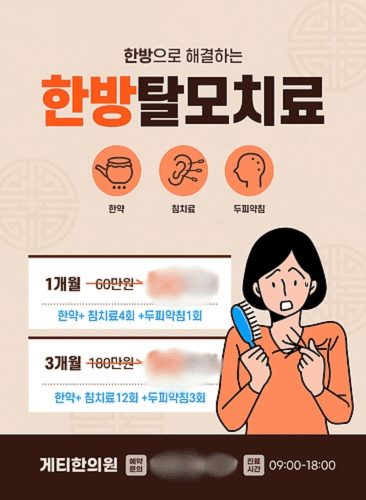 한방으로 해결하는
한방탈모치료
한약 침치료 두피약침
1개월 60만원
한약+ 침치료4회 +두피약침1회
3개월 180만원
한약+ 침치료12회 +두피약침3회
게티한의원 예약문의 진료시간 09:00-18:00